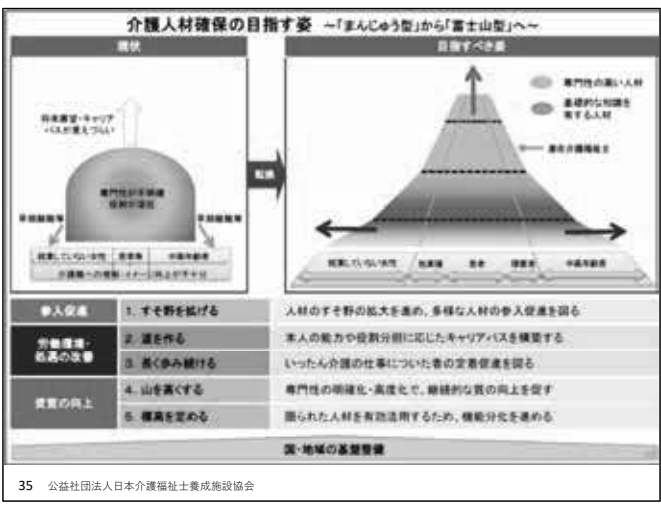 介護人材確保の目指す姿 ~「まんじゅう型」から「富士山型」へ~
現状
目指すべき姿
将来展望・キャリア
パスが見えづらい
専門性が不明確
役割が混在
早期離職等
早期離職等
就業していない女性
若者等
中高年齢者
介護職への理解・イメージ向上が不十分
転換
専門性の高い人材
基礎的な知識を
有する人材
潜在介護福祉士
就業していない女性
他業種
若者
障害者
中高年齢者
参入促進
1. すそ野を拡げる
人材のすそ野の拡大を進め、多様な人材の参入促進を図る
労働環境・
処遇の改善
2. 道を作る
本人の能力や役割分担に応じたキャリアパスを構築する
3. 長く歩み続ける
いったん介護の仕事についた者の定着促進を図る
資質の向上
4. 山を高くする
専門性の明確化・高度化で、継続的な質の向上を促す
5. 標高を定める
限られた人材を有効活用するため、機能分化を進める
国・地域の基盤整備
35 公益社団法人日本介護福祉士養成施設協会